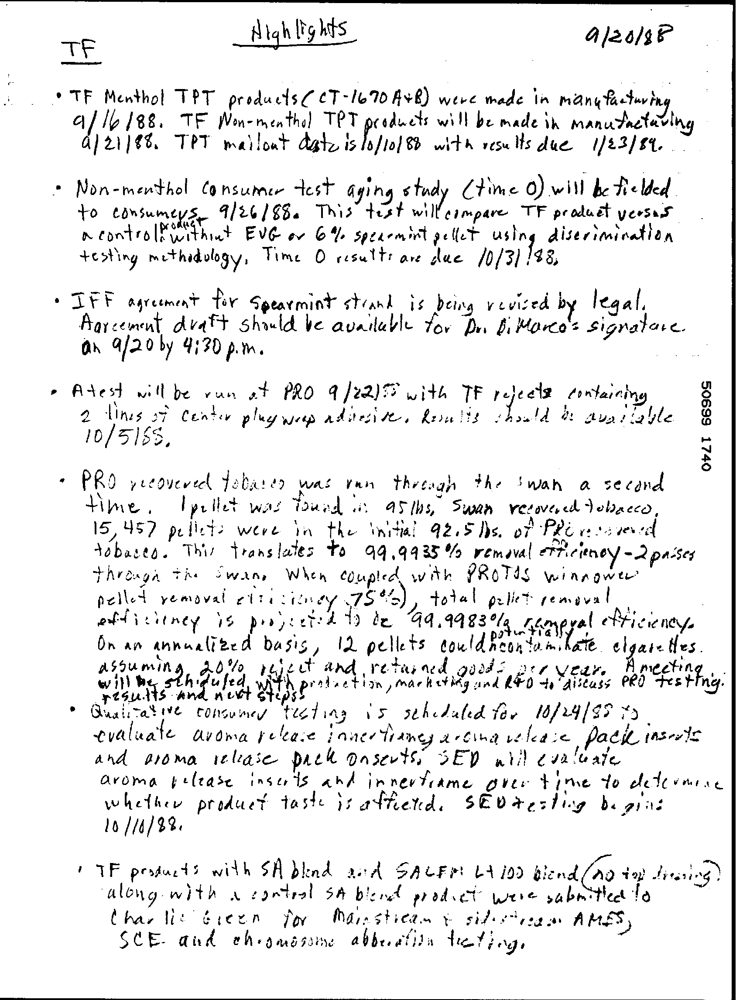 Highlights
9/20/88
TF
• TF Menthol TPT products (CT-1670 A+B) were made in manufacturing
9/16/88. TF Non-menthol TPT products will be made in manufacturing
9/21/88. TPT mailout date is 10/10/88 with results due 1/23/89.
• Non-menthol consumer test aging study (time 0) will be fielded
to consumers 9/26/88. This test will compare TF product versus
a control product without EVG or 6% spearmint pellet using discrimination
testing methodology. Time 0 results are due 10/31/88.
• IFF agreement for Spearmint strand is being revised by legal.
Agreement draft should be available for Dr. DiMarco's signature
on 9/20 by 4:30 p.m.
• A test will be run at PRO 9/22/88 with TF rejects containing
2 lines of center plugwrap adhesive. Results should be available
10/5/88.
50699 1740
• PRO recovered tobacco was run through the Swan a second
time. 1 pellet was found in 95 lbs. Swan recovered tobacco.
15,457 pellets were in the initial 92.5 lbs. of PRO recovered
tobacco. This translates to 99.9935% removal efficiency - 2 passes
through the Swan. When coupled with PROTOS winnower
pellet removal efficiency 75%), total pellet removal
efficiency is projected to be 99.9983% removal efficiency.
On an annualized basis, 12 pellets could potentially contaminate cigarettes
assuming 20% reject and returned goods per year. A meeting
will be scheduled with production, marketing and R+D to discuss PRO testing
results and next steps.
• Qualitative consumer testing is scheduled for 10/24/88 to
evaluate aroma release innerframe, aroma release pack inserts
and aroma release pack onserts. SED will evaluate
aroma release inserts and innerframe over time to determine
whether product taste is affected. SED testing begins
10/10/88.
• TF products with SA blend and SALEM Lt 100 blend (no top dressing)
along with a control SA blend product were submitted to
Charlie Green for Mainstream & sidestream AMES,
SCE and chromosome abberation testing.